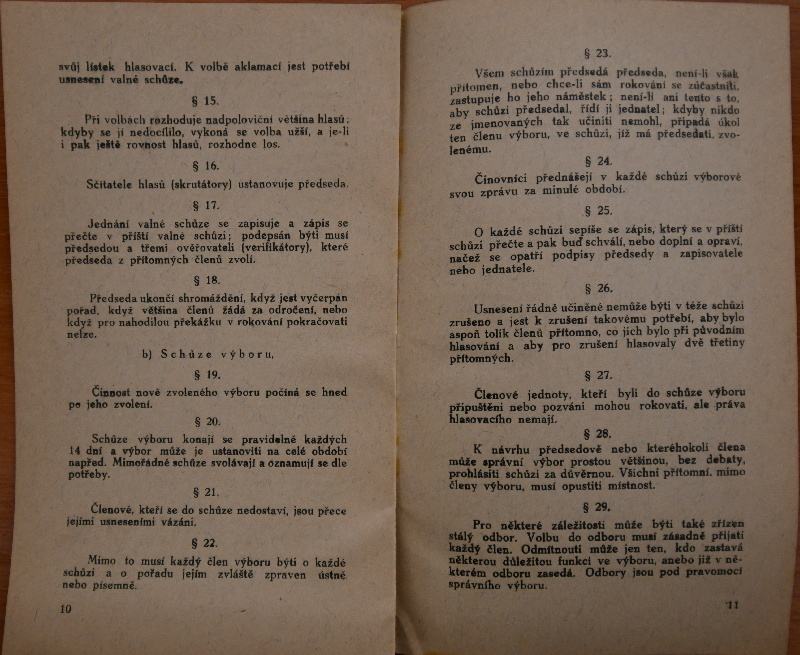 svůj lístek hlasovací. K volbě aklamací jest potřebí
usnesení valné schůze.
§ 15.
Při volbách rozhoduje nadpoloviční většina hlasů;
kdyby se jí nedocílilo, vykoná se volba užší, a je-li
i pak ještě rovnost hlasů, rozhodne los.
§ 16.
Sčitatele hlasů (skrutátory) ustanovuje předseda.
§ 17.
Jednání valné schůze se zapisuje a zápis se
přečte v příští valné schůzi; podepsán býti musí
předsedou a třemi ověřovateli (verifikátory), které
předseda z přítomných členů zvolí.
§ 18.
Předseda ukončí shromáždění, když jest vyčerpán
pořad, když většina členů žádá za odročení, nebo
když pro nahodilou překážku v rokování pokračovati
nelze.
b) Schůze výboru.
§ 19.
Činnost nově zvoleného výboru počíná se hned
po jeho zvolení.
§ 20.
Schůze výboru konají se pravidelně každých
14 dní a výbor může je ustanoviti na celé období
napřed. Mimořádné schůze svolávají a oznamují se dle
potřeby.
§ 21.
Členové, kteří se do schůze nedostaví, jsou přece
jejími usneseními vázáni.
§ 22.
Mimo to musí každý člen výboru býti o každé
schůzi a o pořadu jejím zvláště zpraven ústně
nebo písemně.
10
§ 23.
Všem schůzím předsedá předseda, není-li však
přítomen, nebo chce-li sám rokování se zúčastniti,
zastupuje ho jeho náměstek; není-li ani tento s to,
aby schůzi předsedal, řídí ji jednatel; kdyby nikdo
ze jmenovaných tak učiniti nemohl, připadá úkol
ten členu výboru, ve schůzi, jíž má předsedati, zvo-
lenému.
§ 24.
Činovníci přednášejí v každé schůzi výborové
svou zprávu za minulé období.
§ 25.
O každé schůzi sepíše se zápis, který se v příští
schůzi přečte a pak buď schválí, nebo doplní a opraví,
načež se opatří podpisy předsedy a zapisovatele
nebo jednatele.
§ 26.
Usnesení řádně učiněné nemůže býti v téže schůzi
zrušeno a jest k zrušení takovému potřebí, aby bylo
aspoň tolik členů přítomno, co jich bylo při původním
hlasování a aby pro zrušení hlasovaly dvě třetiny
přítomných.
§ 27.
Členové jednoty, kteří byli do schůze výboru
připuštěni nebo pozváni mohou rokovati, ale práva
hlasovacího nemají.
§ 28.
K návrhu předsedově nebo kteréhokoli člena
může správní výbor prostou většinou, bez debaty,
prohlásiti schůzi za důvěrnou. Všichni přítomní, mimo
členy výboru, musí opustiti místnost.
§ 29.
Pro některé záležitosti může býti také zřízen
stálý odbor. Volbu do odboru musí zásadně přijati
každý člen. Odmítnouti může jen ten, kdo zastává
některou důležitou funkci ve výboru, anebo již v ně-
kterém odboru zasedá. Odbory jsou pod pravomocí
správního výboru.
11